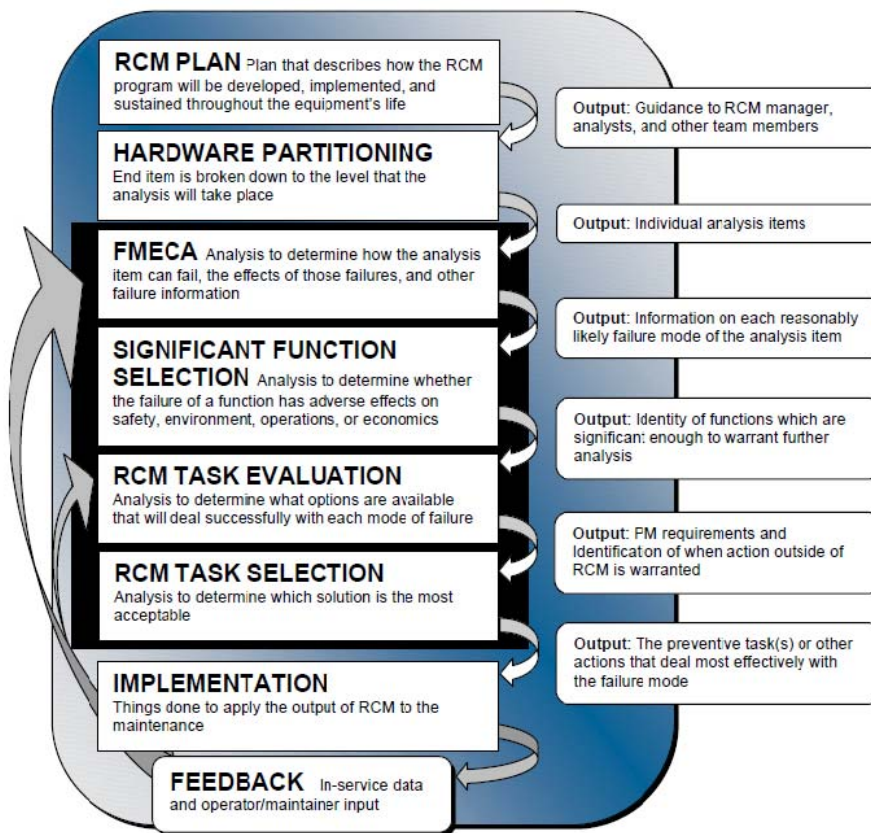 RCM PLAN Plan that describes how the RCM
program will be developed, implemented, and
sustained throughout the equipment's life
Output: Guidance to RCM manager,
analysts, and other team members
HARDWARE PARTITIONING
End item is broken down to the level that the
analysis will take place
Output: Individual analysis items
FMECA Analysis to determine how the analysis
item can fail, the effects of those failures, and other
failure information
Output: Information on each reasonably
likely failure mode of the analysis item
SIGNIFICANT FUNCTION
SELECTION Analysis to determine whether
the failure of a function has adverse effects on
safety, environment, operations, or economics
Output: Identity of functions which are
significant enough to warrant further
analysis
RCM TASK EVALUATION
Analysis to determine what options are available
that will deal successfully with each mode of failure
Output: PM requirements and
Identification of when action outside of
RCM is warranted
RCM TASK SELECTION
Analysis to determine which solution is the most
acceptable
Output: The preventive task(s) or other
actions that deal most effectively with
the failure mode
IMPLEMENTATION
Things done to apply the output of RCM to the
maintenance
FEEDBACK In-service data
and operator/maintainer input